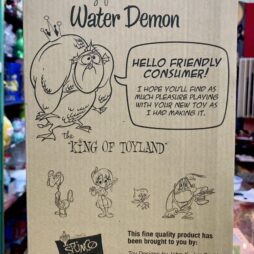 Water Demon
HELLO FRIENDLY
CONSUMER!
I HOPE YOU'LL FIND AS
MUCH PLEASURE PLAYING
WITH YOUR NEW TOY AS
I HAD MAKING IT.
the
KING OF TOYLAND
STUNCO
This fine quality product has
been brought to you by: